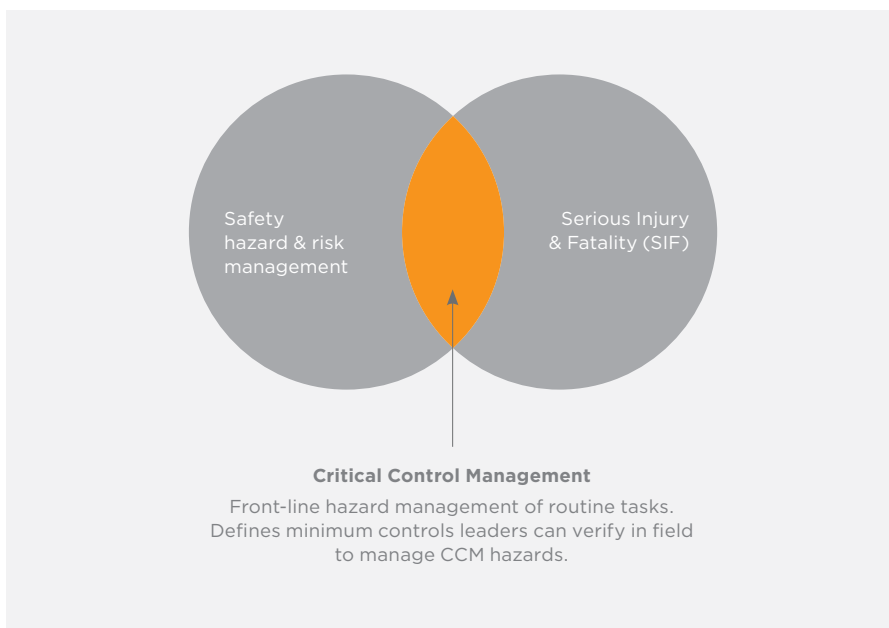 Safety
hazard & risk
management
Serious Injury
& Fatality (SIF)
Critical Control Management
Front-line hazard management of routine tasks.
Defines minimum controls leaders can verify in field
to manage CCM hazards.